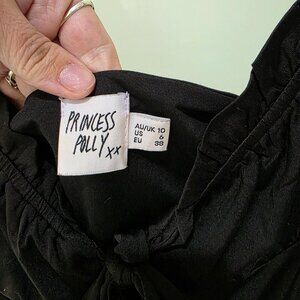 PRINCESS
POLLY xx
AU/UK 10
US 6
EU 38